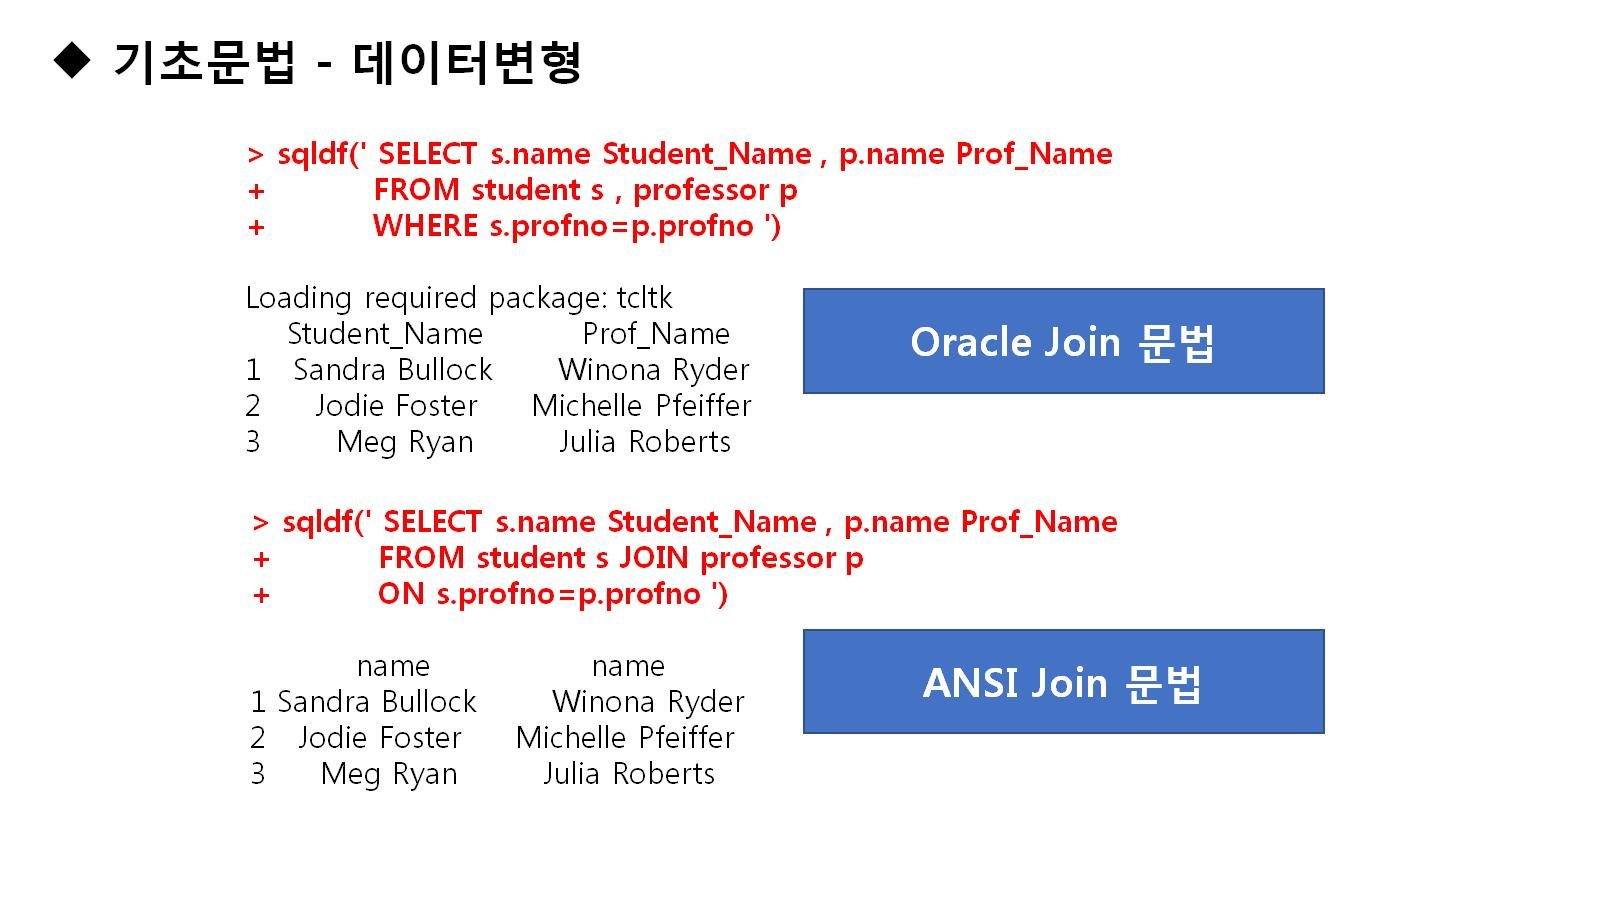 ◆ 기초문법 - 데이터변형
> sqldf(' SELECT s.name Student_Name , p.name Prof_Name
+ FROM student s , professor p
+ WHERE s.profno=p.profno ')
Loading required package: tcltk
Student_Name Prof_Name
1 Sandra Bullock Winona Ryder
2 Jodie Foster Michelle Pfeiffer
3 Meg Ryan Julia Roberts
Oracle Join 문법
> sqldf(' SELECT s.name Student_Name , p.name Prof_Name
+ FROM student s JOIN professor p
+ ON s.profno=p.profno ')
name name
1 Sandra Bullock Winona Ryder
2 Jodie Foster Michelle Pfeiffer
3 Meg Ryan Julia Roberts
ANSI Join 문법